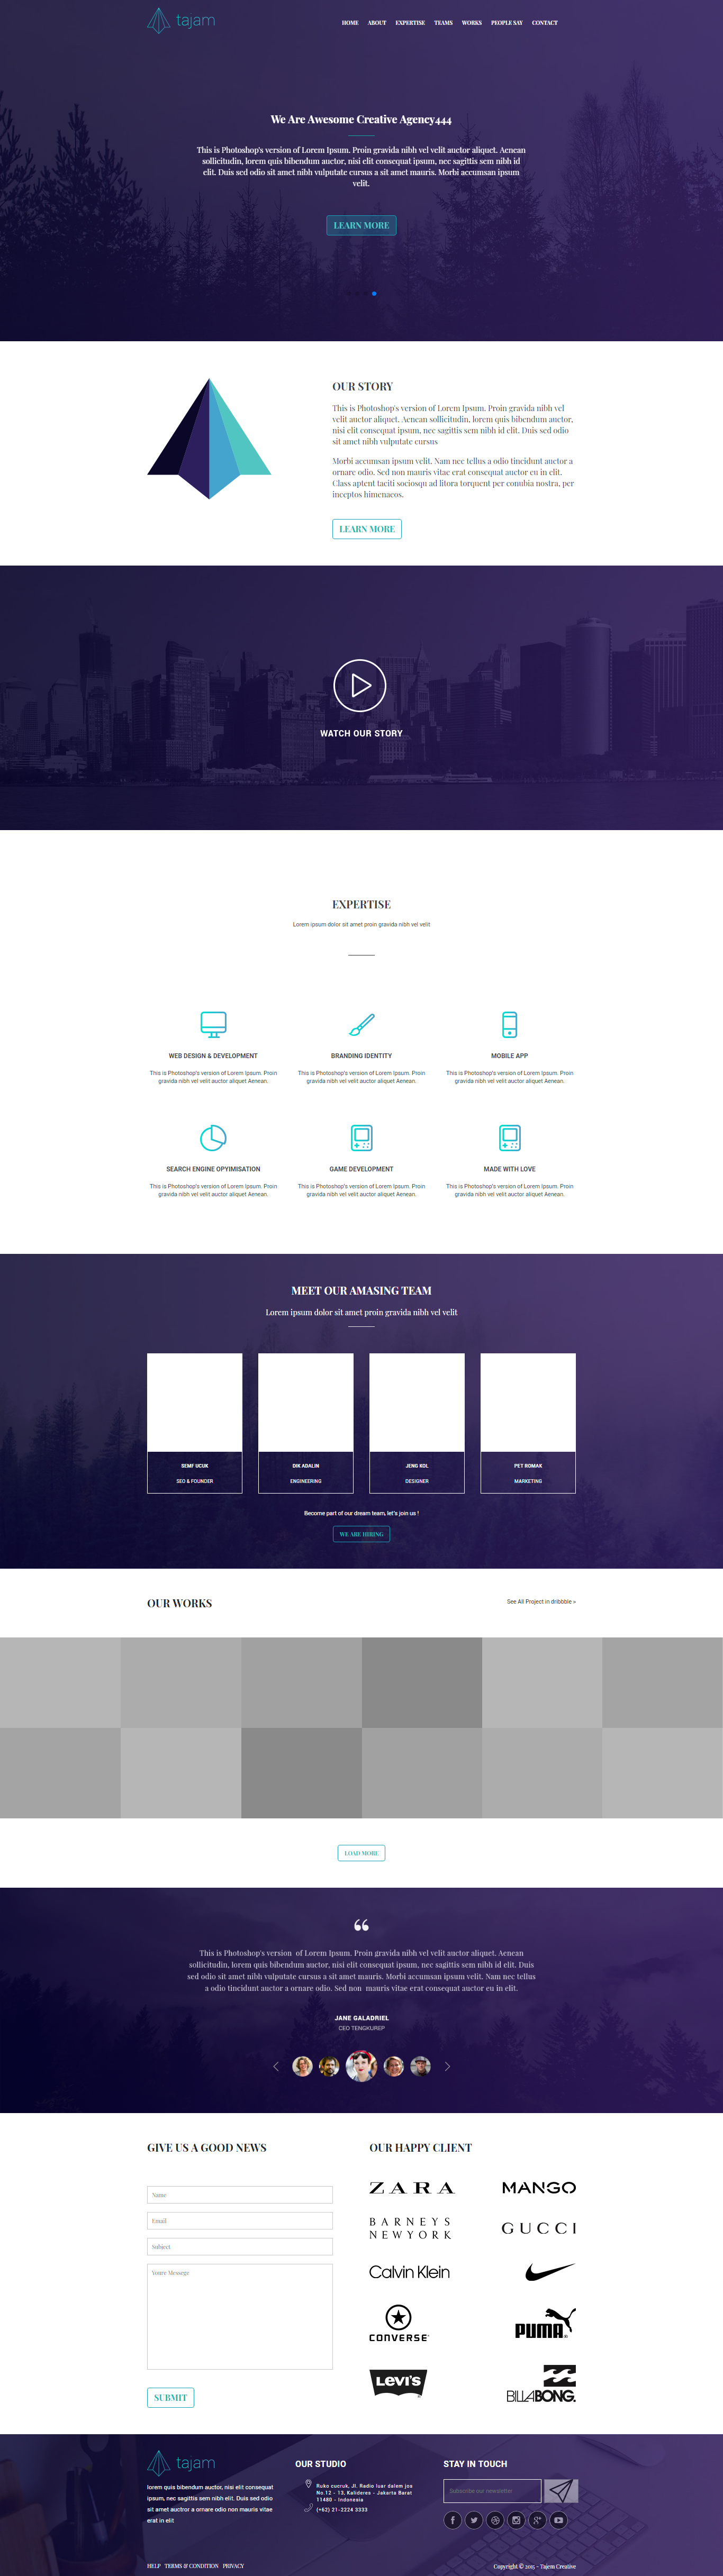 tajam
HOME ABOUT EXPERTISE TEAMS WORKS PEOPLE SAY CONTACT
We Are Awesome Creative Agency444
This is Photoshop's version of Lorem Ipsum. Proin gravida nibh vel velit auctor aliquet. Aenean
sollicitudin, lorem quis bibendum auctor, nisi elit consequat ipsum, nec sagittis sem nibh id
elit. Duis sed odio sit amet nibh vulputate cursus a sit amet mauris. Morbi accumsan ipsum
velit.
LEARN MORE
OUR STORY
This is Photoshop's version of Lorem Ipsum. Proin gravida nibh vel
velit auctor aliquet. Aenean sollicitudin, lorem quis bibendum auctor,
nisi elit consequat ipsum, nec sagittis sem nibh id elit. Duis sed odio
sit amet nibh vulputate cursus
Morbi accumsan ipsum velit. Nam nec tellus a odio tincidunt auctor a
ornare odio. Sed non mauris vitae erat consequat auctor eu in elit.
Class aptent taciti sociosqu ad litora torquent per conubia nostra, per
inceptos himenaeos.
LEARN MORE
WATCH OUR STORY
EXPERTISE
Lorem ipsum dolor sit amet proin gravida nibh vel velit
WEB DESIGN & DEVELOPMENT
This is Photoshop's version of Lorem Ipsum. Proin
gravida nibh vel velit auctor aliquet Aenean.
BRANDING IDENTITY
This is Photoshop's version of Lorem Ipsum. Proin
gravida nibh vel velit auctor aliquet Aenean.
MOBILE APP
This is Photoshop's version of Lorem Ipsum. Proin
gravida nibh vel velit auctor aliquet Aenean.
SEARCH ENGINE OPYIMISATION
This is Photoshop's version of Lorem Ipsum. Proin
gravida nibh vel velit auctor aliquet Aenean.
GAME DEVELOPMENT
This is Photoshop's version of Lorem Ipsum. Proin
gravida nibh vel velit auctor aliquet Aenean.
MADE WITH LOVE
This is Photoshop's version of Lorem Ipsum. Proin
gravida nibh vel velit auctor aliquet Aenean.
MEET OUR AMASING TEAM
Lorem ipsum dolor sit amet proin gravida nibh vel velit
SEMF UCUK
SEO & FOUNDER
DIK ADALIN
ENGINEERING
JENG KOL
DESIGNER
PET ROMAK
MARKETING
Become part of our dream team, let's join us !
WE ARE HIRING
OUR WORKS
See All Project in dribbble >
LOAD MORE
“
This is Photoshop's version of Lorem Ipsum. Proin gravida nibh vel velit auctor aliquet. Aenean
sollicitudin, lorem quis bibendum auctor, nisi elit consequat ipsum, nec sagittis sem nibh id elit. Duis
sed odio sit amet nibh vulputate cursus a sit amet mauris. Morbi accumsan ipsum velit. Nam nec tellus
a odio tincidunt auctor a ornare odio. Sed non mauris vitae erat consequat auctor eu in elit.
JANE GALADRIEL
CEO TENGKUREP
GIVE US A GOOD NEWS
Name
Email
Subject
Youre Messege
SUBMIT
OUR HAPPY CLIENT
ZARA
MANGO
BARNEYS
NEWYORK
GUCCI
Calvin Klein
CONVERSE
PUMA
LEVI'S
BILLABONG
tajam
lorem quis bibendum auctor, nisi elit consequat
ipsum, nec sagittis sem nibh id elit. Duis sed odio
sit amet auctror a ornare odio non mauris vitae
erat in elit
OUR STUDIO
Ruko cucruk, Jl. Radio luar dalem jos
No.12 - 13, Kalideres - Jakarta Barat
11480 - Indonesia
(+62) 21-2224 3333
STAY IN TOUCH
Subscribe our newsletter
HELP TERMS & CONDITION PRIVACY
Copyright © 2015 - Tajem Creative